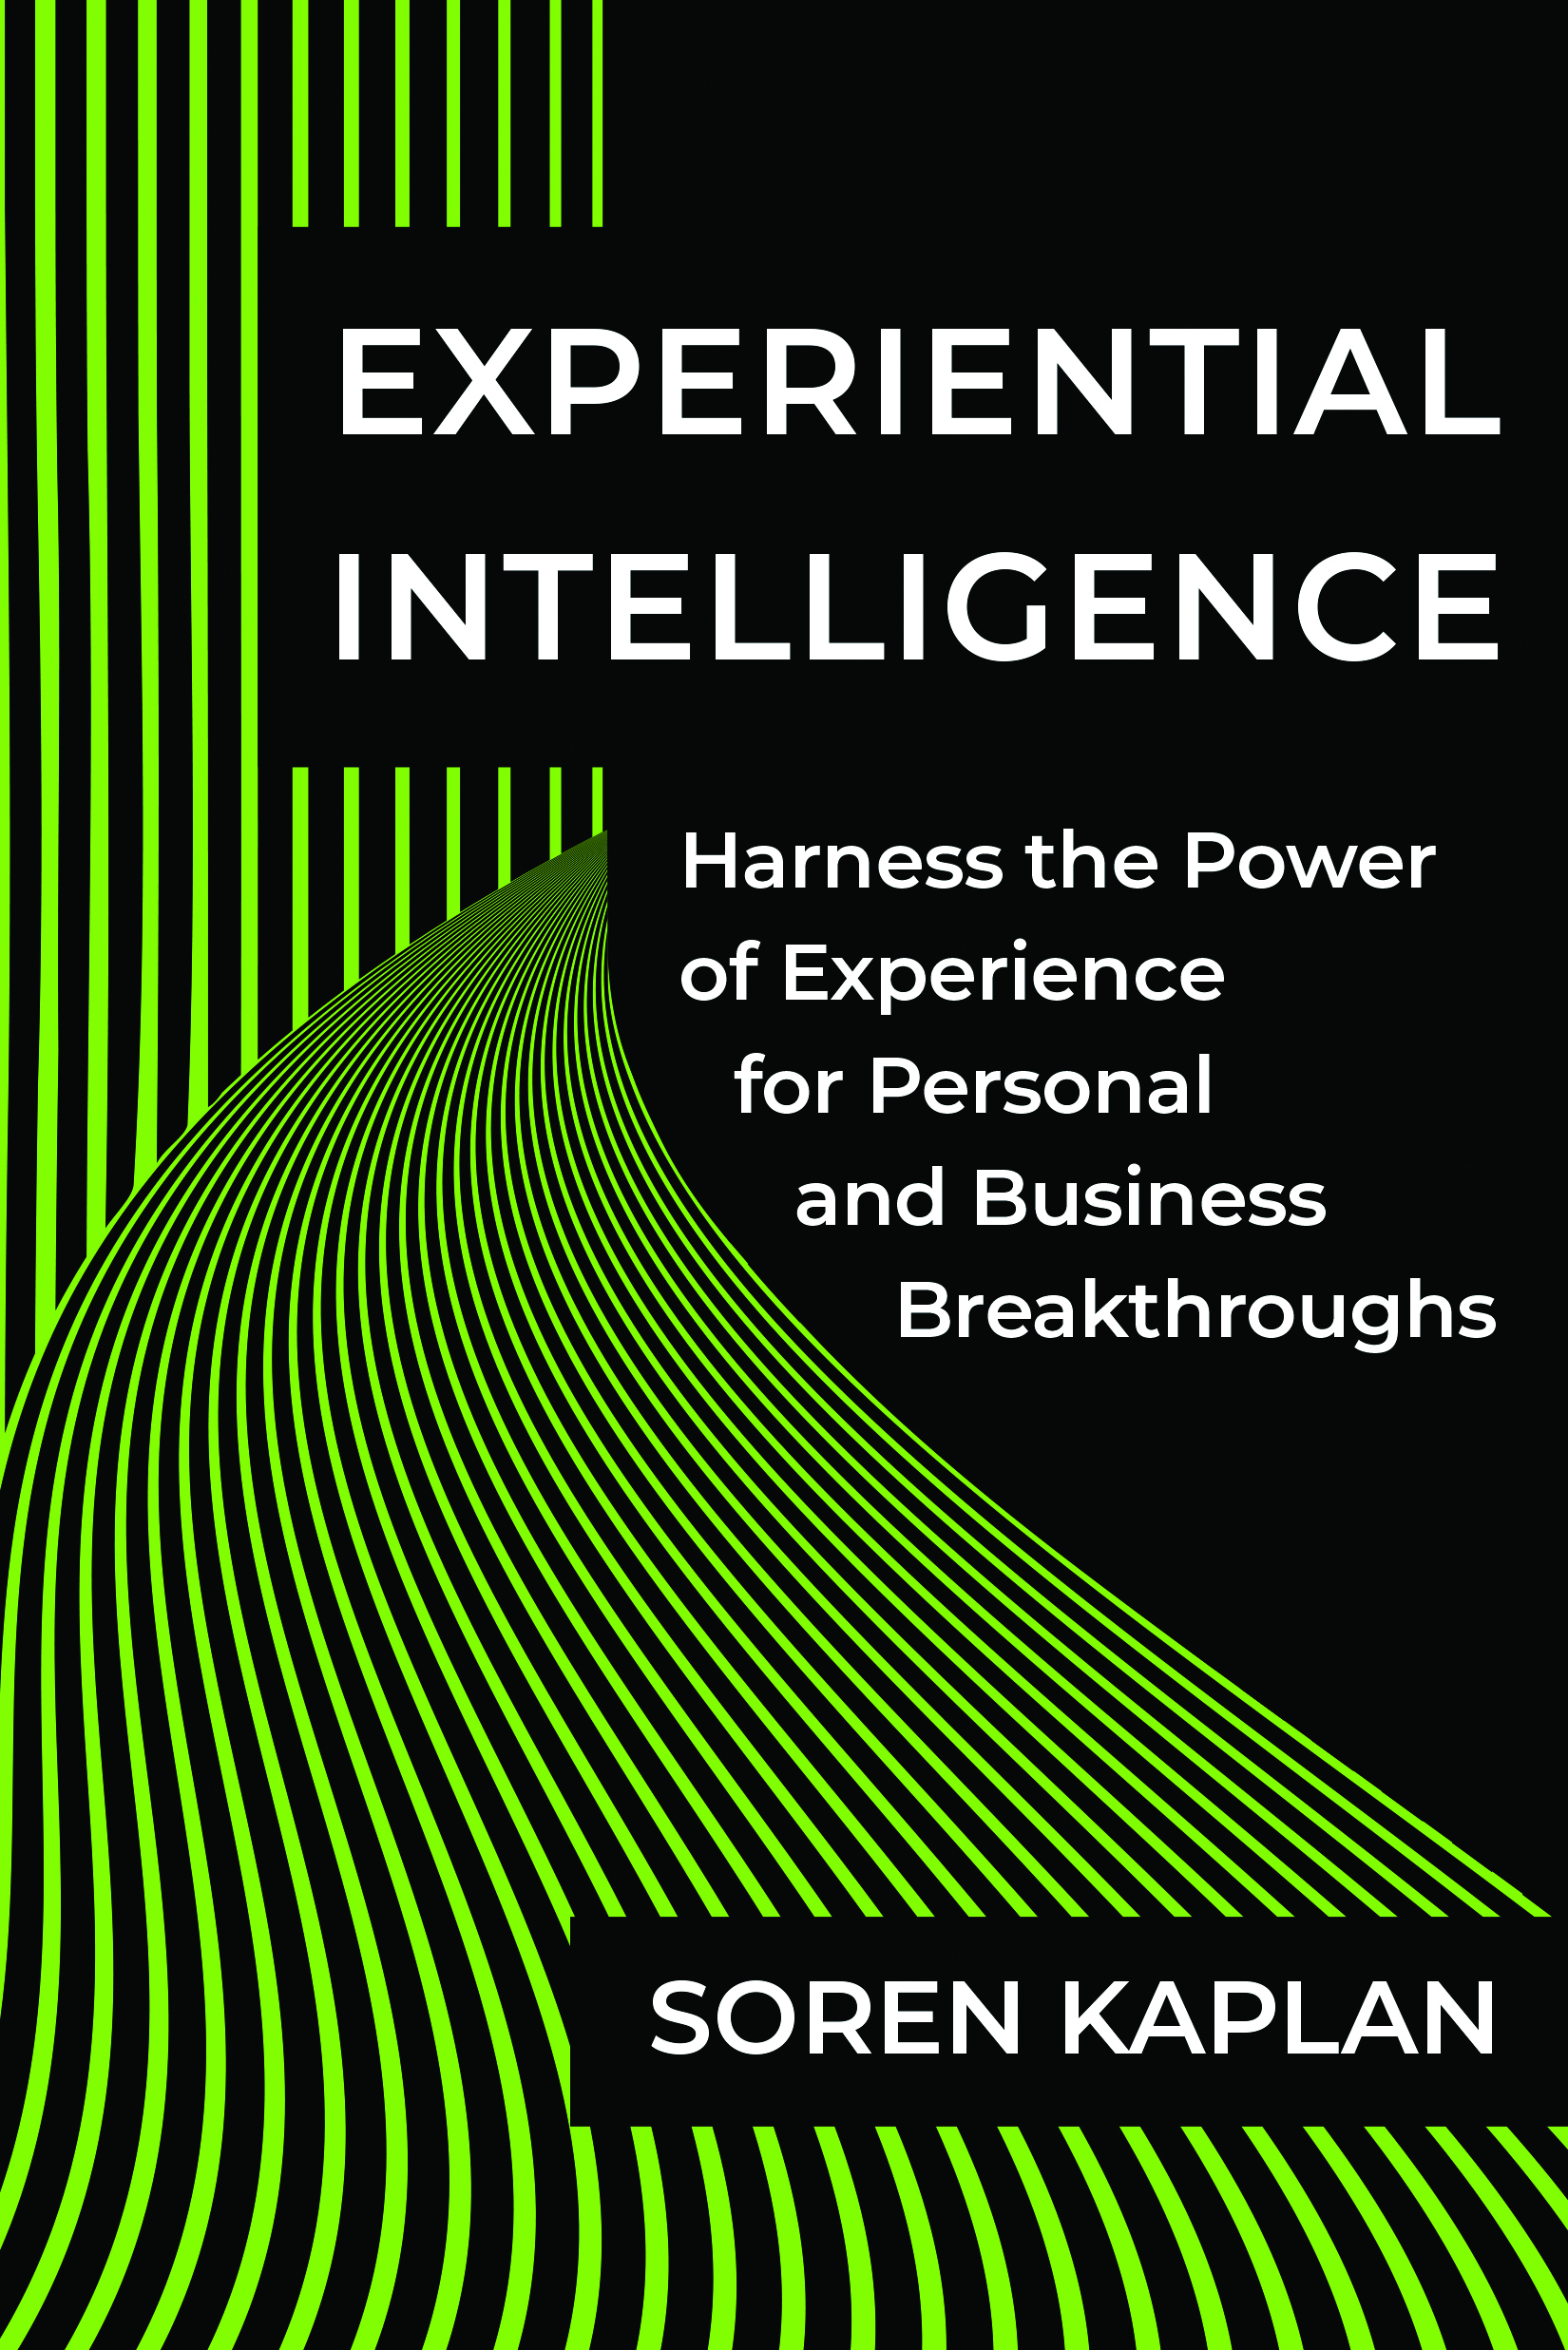 EXPERIENTIAL
INTELLIGENCE
Harness the Power
of Experience
for Personal
and Business
Breakthroughs
SOREN KAPLAN